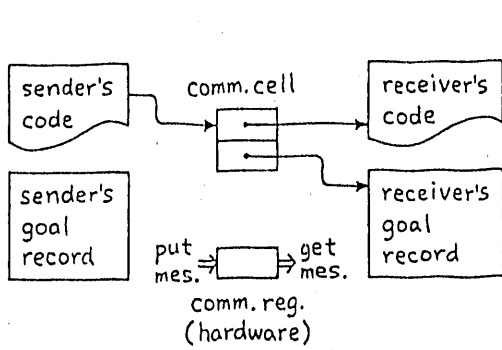 sender's
code
comm. cell
receiver's
code
sender's
goal
record
receiver's
goal
record
put
mes.
get
mes.
comm. reg.
(hardware)